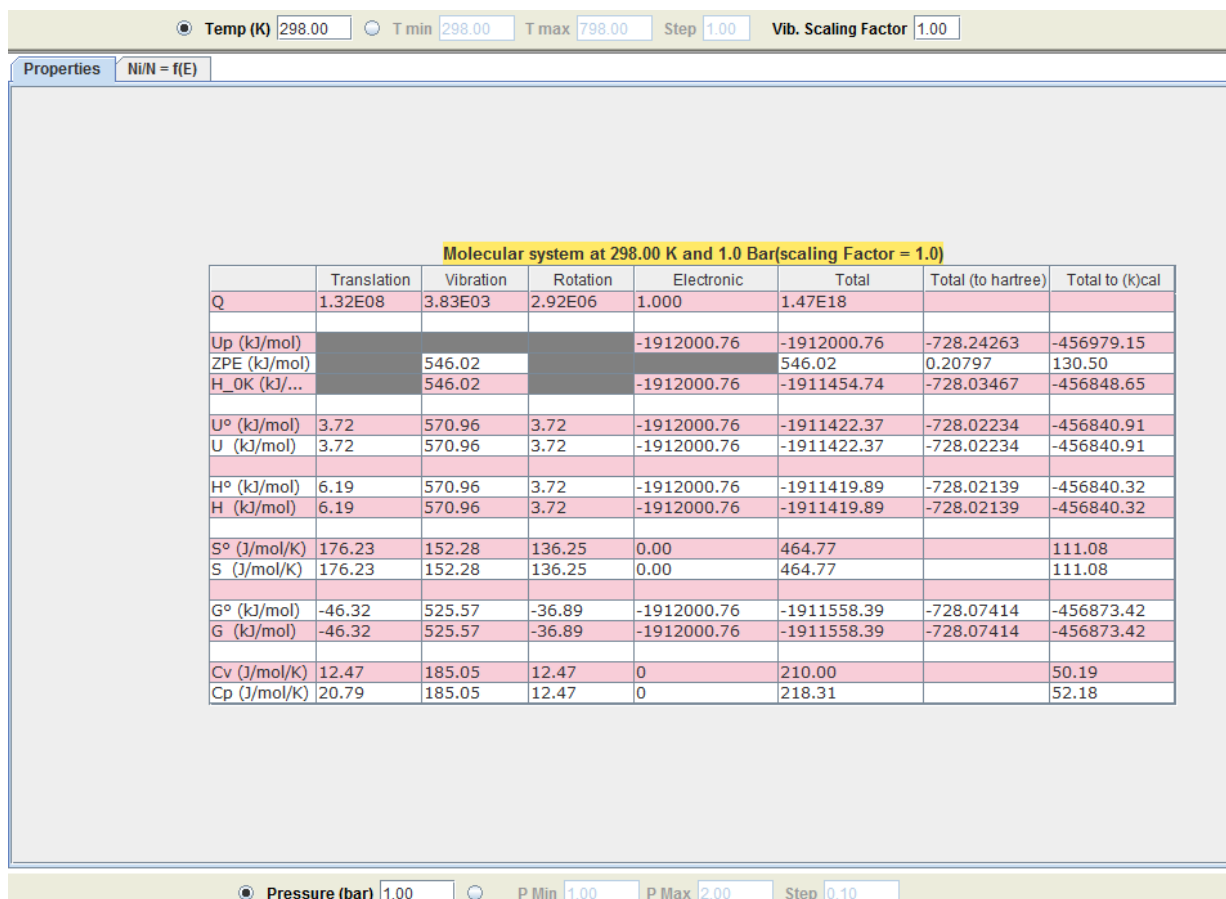 Temp (K) 298.00 T min 298.00 T max 798.00 Step 1.00 Vib. Scaling Factor 1.00
Properties Ni/N = f(E)
Molecular system at 298.00 K and 1.0 Bar(scaling Factor = 1.0)
Translation Vibration Rotation Electronic Total Total (to hartree) Total to (k)cal
Q 1.32E08 3.83E03 2.92E06 1.000 1.47E18
Up (kJ/mol) -1912000.76 -1912000.76 -728.24263 -456979.15
ZPE (kJ/mol) 546.02 546.02 0.20797 130.50
H_0K (kJ/... 546.02 -1912000.76 -1911454.74 -728.03467 -456848.65
U° (kJ/mol) 3.72 570.96 3.72 -1912000.76 -1911422.37 -728.02234 -456840.91
U (kJ/mol) 3.72 570.96 3.72 -1912000.76 -1911422.37 -728.02234 -456840.91
H° (kJ/mol) 6.19 570.96 3.72 -1912000.76 -1911419.89 -728.02139 -456840.32
H (kJ/mol) 6.19 570.96 3.72 -1912000.76 -1911419.89 -728.02139 -456840.32
S° (J/mol/K) 176.23 152.28 136.25 0.00 464.77 111.08
S (J/mol/K) 176.23 152.28 136.25 0.00 464.77 111.08
G° (kJ/mol) -46.32 525.57 -36.89 -1912000.76 -1911558.39 -728.07414 -456873.42
G (kJ/mol) -46.32 525.57 -36.89 -1912000.76 -1911558.39 -728.07414 -456873.42
Cv (J/mol/K) 12.47 185.05 12.47 0 210.00 50.19
Cp (J/mol/K) 20.79 185.05 12.47 0 218.31 52.18
Pressure (bar) 1.00 P Min 1.00 P Max 2.00 Step 0.10